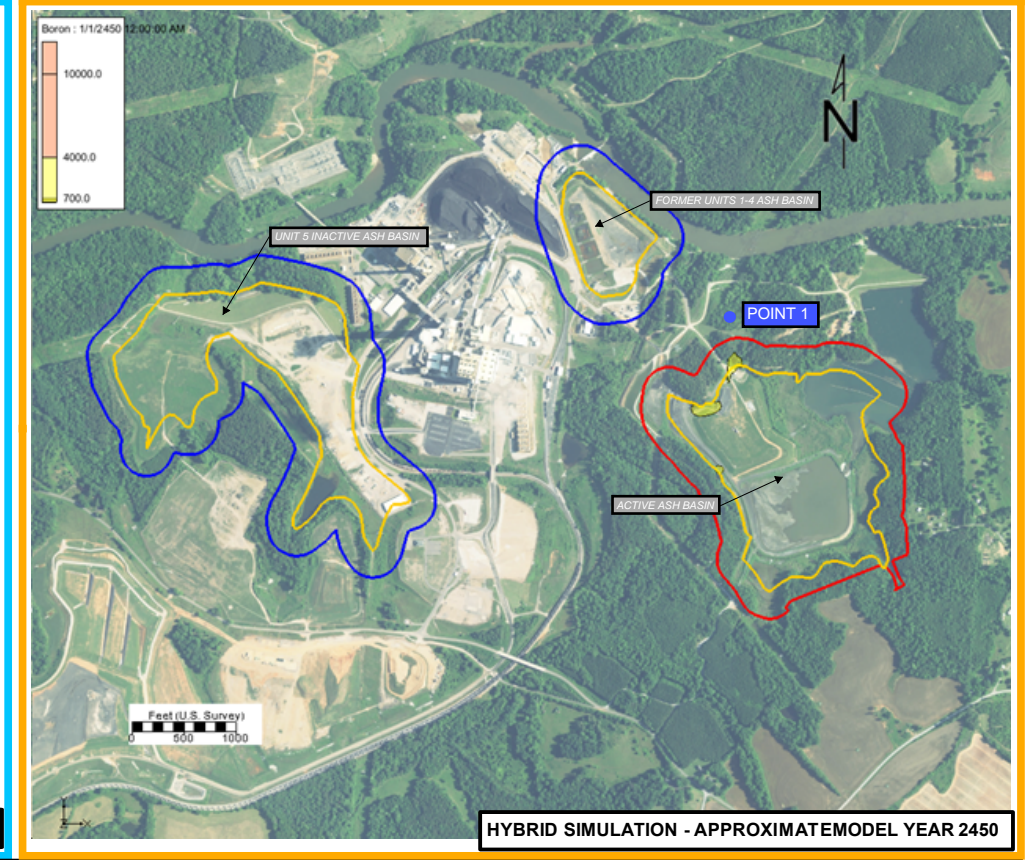 Boron : 1/1/2450 12:00:00 AM
10000.0
4000.0
700.0
N
FORMER UNITS 1-4 ASH BASIN
UNIT 5 INACTIVE ASH BASIN
POINT 1
ACTIVE ASH BASIN
Feet (U.S. Survey)
0 500 1000
HYBRID SIMULATION - APPROXIMATEMODEL YEAR 2450